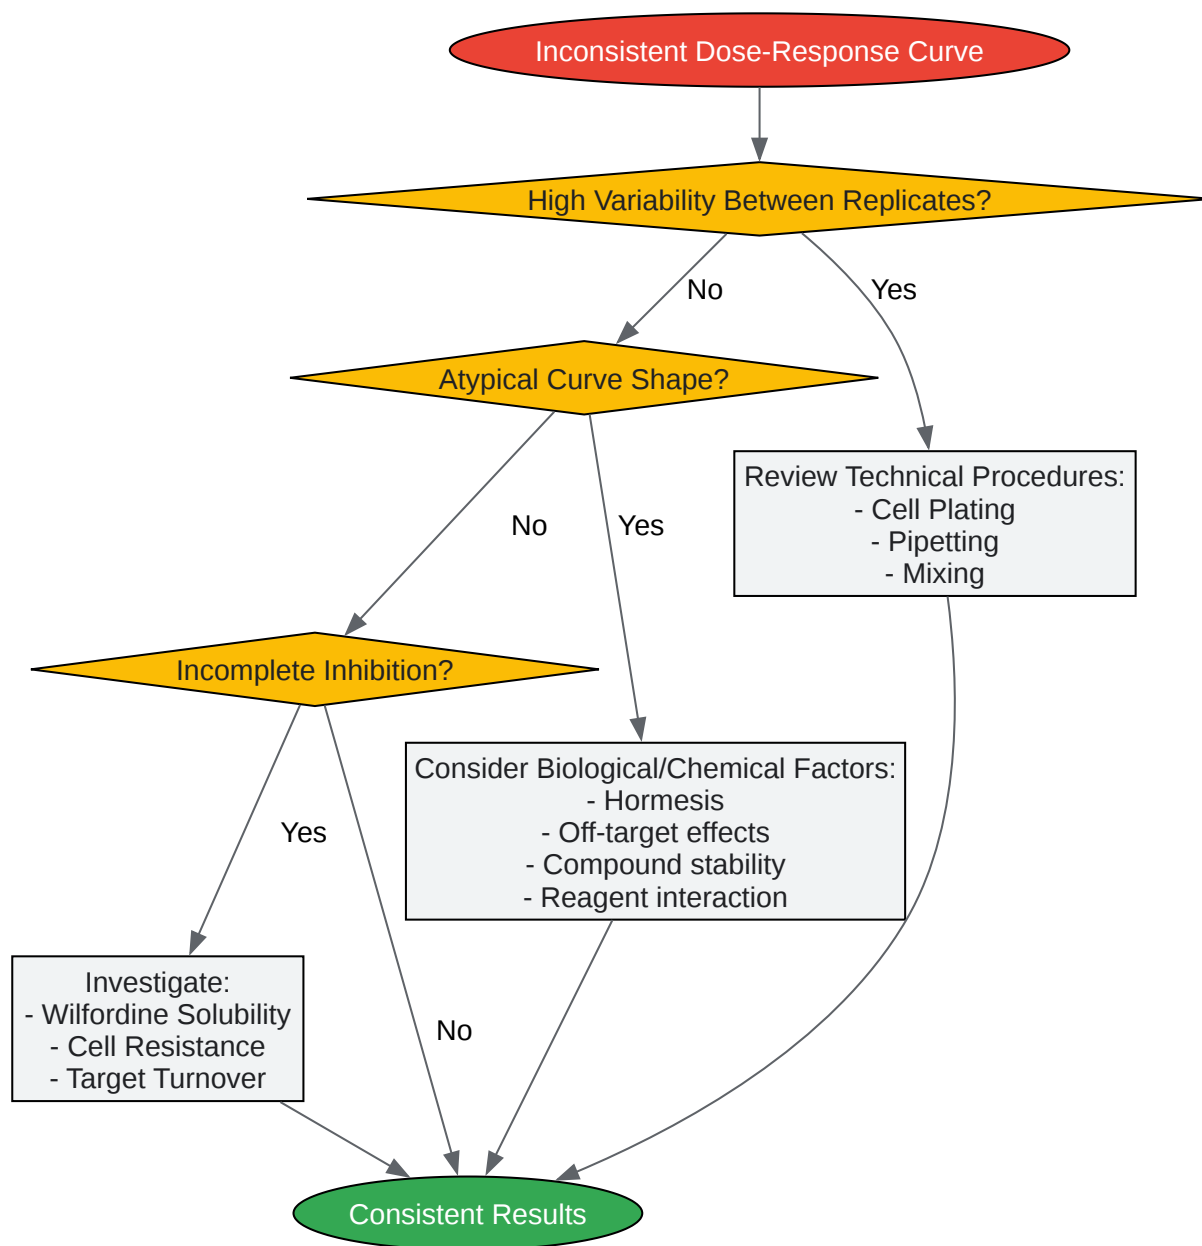 Inconsistent Dose-Response Curve
High Variability Between Replicates?
No
Yes
Atypical Curve Shape?
Review Technical Procedures:
- Cell Plating
- Pipetting
- Mixing
No
Yes
Incomplete Inhibition?
Consider Biological/Chemical Factors:
- Hormesis
- Off-target effects
- Compound stability
- Reagent interaction
Yes
Investigate:
- Wilfordine Solubility
- Cell Resistance
- Target Turnover
No
Consistent Results